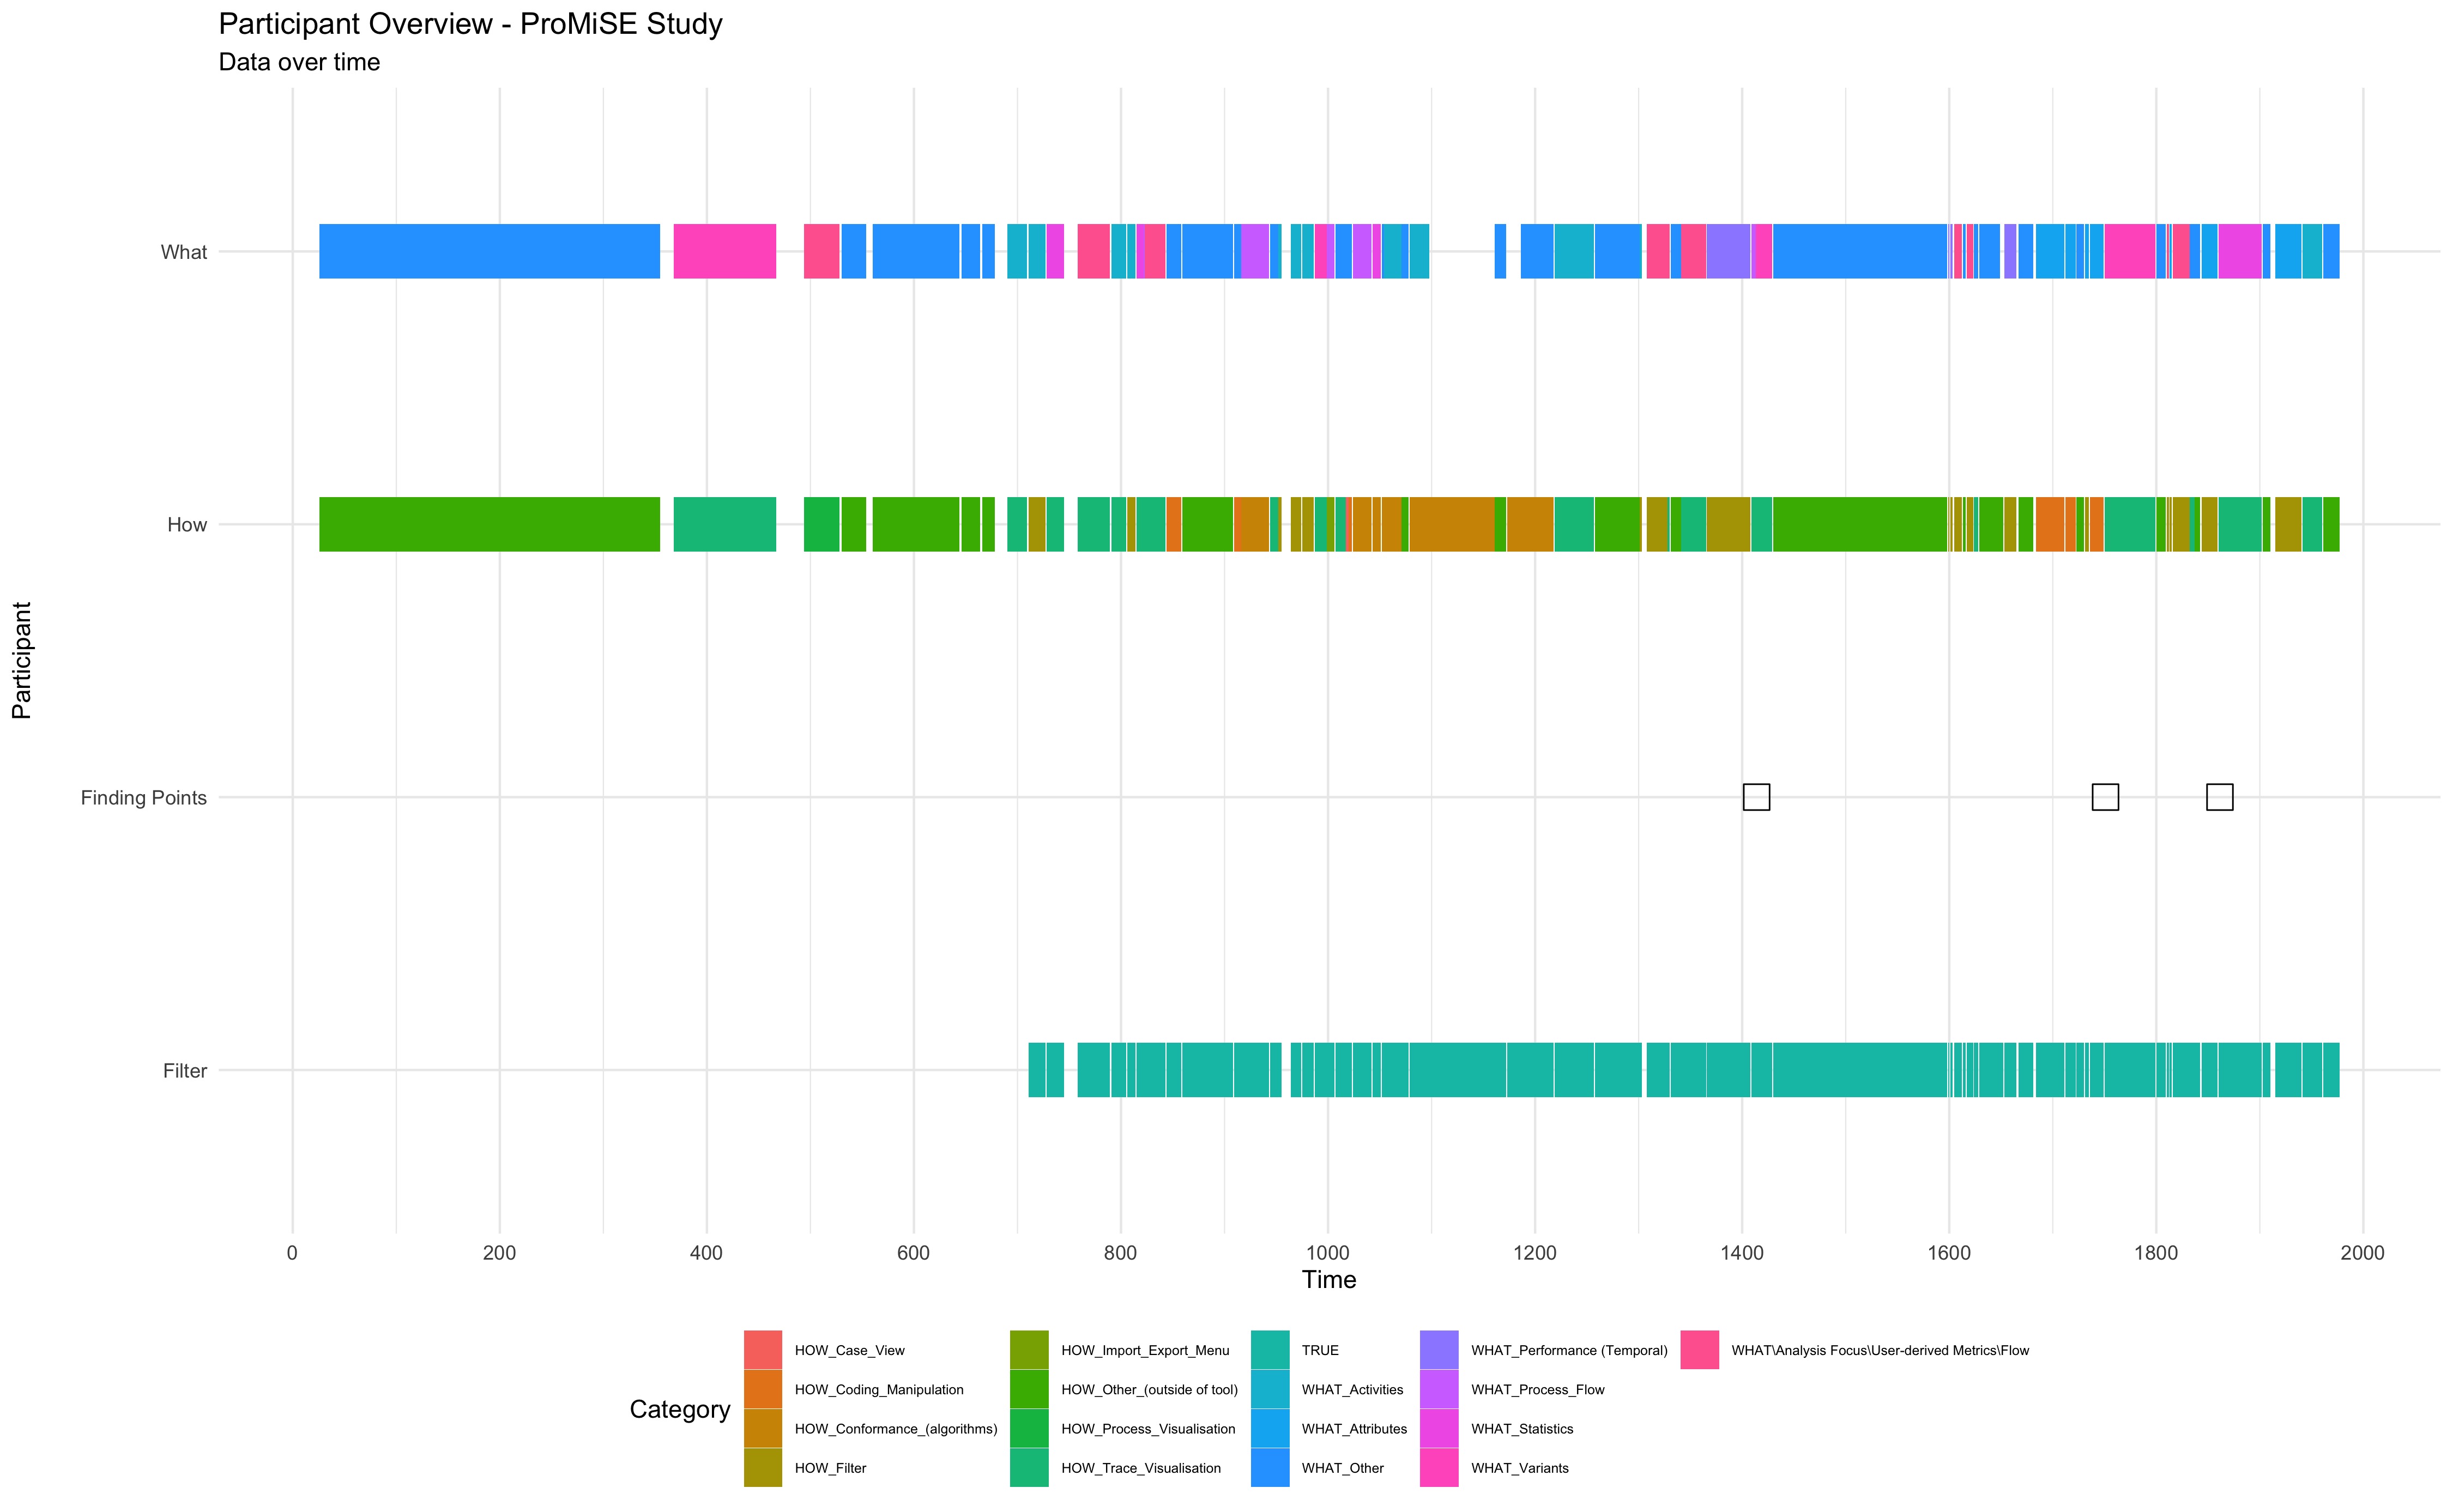 Participant Overview - ProMiSE Study
Data over time
What
How
Finding Points
Filter
Participant
0 200 400 600 800 1000 1200 1400 1600 1800 2000
Time
Category
HOW_Case_View
HOW_Coding_Manipulation
HOW_Conformance_(algorithms)
HOW_Filter
HOW_Import_Export_Menu
HOW_Other_(outside of tool)
HOW_Process_Visualisation
HOW_Trace_Visualisation
TRUE
WHAT_Activities
WHAT_Attributes
WHAT_Other
WHAT_Performance (Temporal)
WHAT_Process_Flow
WHAT_Statistics
WHAT_Variants
WHAT\Analysis Focus\User-derived Metrics\Flow